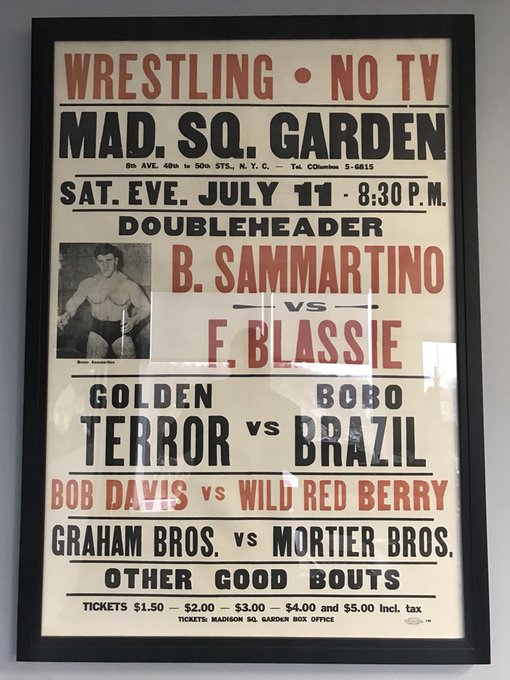 WRESTLING • NO TV
MAD. SQ. GARDEN
8th AVE. 49th to 50th STS., N. Y. C. — Tel. COlumbus 5-6815
SAT. EVE. JULY 11 - 8:30 P.M.
DOUBLEHEADER
B. SAMMARTINO
VS
F. BLASSIE
Bruno Sammartino
GOLDEN TERROR vs BOBO BRAZIL
BOB DAVIS vs WILD RED BERRY
GRAHAM BROS. vs MORTIER BROS.
OTHER GOOD BOUTS
TICKETS $1.50 — $2.00 — $3.00 — $4.00 and $5.00 Incl. tax
TICKETS: MADISON SQ. GARDEN BOX OFFICE